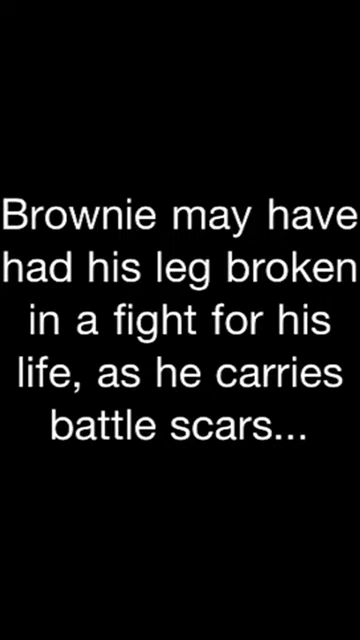 Brownie may have
had his leg broken
in a fight for his
life, as he carries
battle scars...